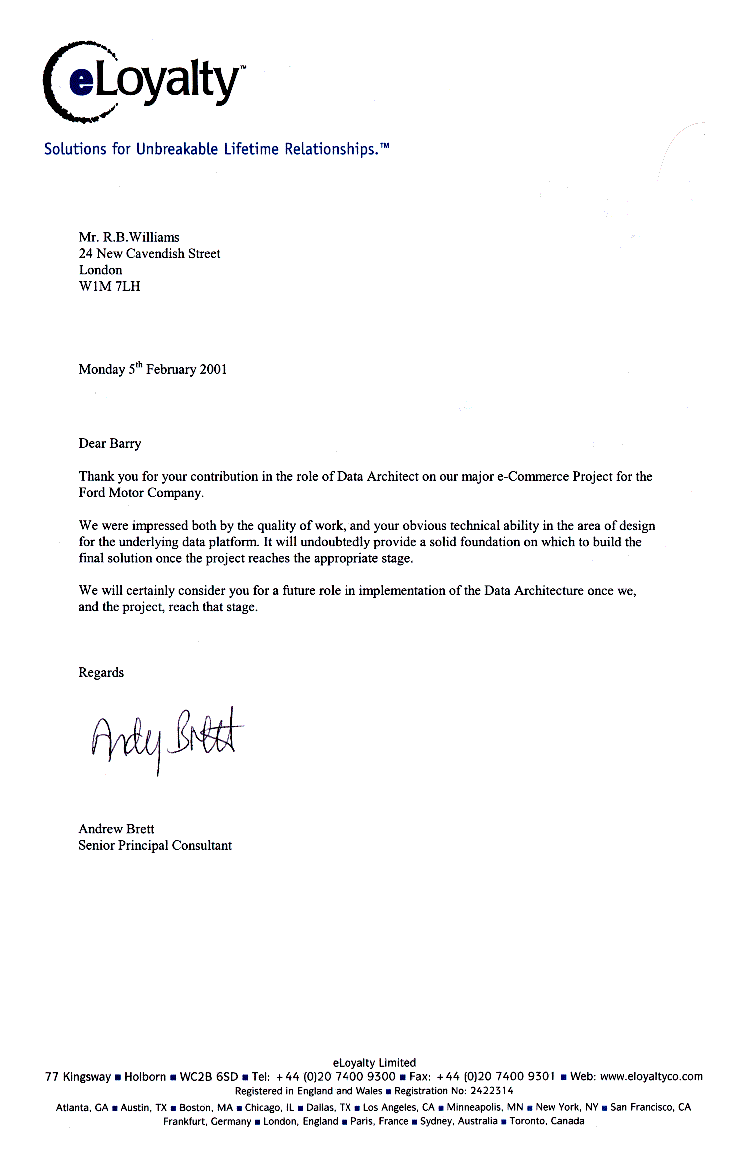 eLoyalty™
Solutions for Unbreakable Lifetime Relationships.™
Mr. R.B.Williams
24 New Cavendish Street
London
W1M 7LH
Monday 5th February 2001
Dear Barry
Thank you for your contribution in the role of Data Architect on our major e-Commerce Project for the
Ford Motor Company.
We were impressed both by the quality of work, and your obvious technical ability in the area of design
for the underlying data platform. It will undoubtedly provide a solid foundation on which to build the
final solution once the project reaches the appropriate stage.
We will certainly consider you for a future role in implementation of the Data Architecture once we,
and the project, reach that stage.
Regards
Andy Brett
Andrew Brett
Senior Principal Consultant
eLoyalty Limited
77 Kingsway ■ Holborn ■ WC2B 6SD ■ Tel: +44 (0)20 7400 9300 ■ Fax: +44 (0)20 7400 9301 ■ Web: www.eloyaltyco.com
Registered in England and Wales ■ Registration No: 2422314
Atlanta, GA ■ Austin, TX ■ Boston, MA ■ Chicago, IL ■ Dallas, TX ■ Los Angeles, CA ■ Minneapolis, MN ■ New York, NY ■ San Francisco, CA
Frankfurt, Germany ■ London, England ■ Paris, France ■ Sydney, Australia ■ Toronto, Canada